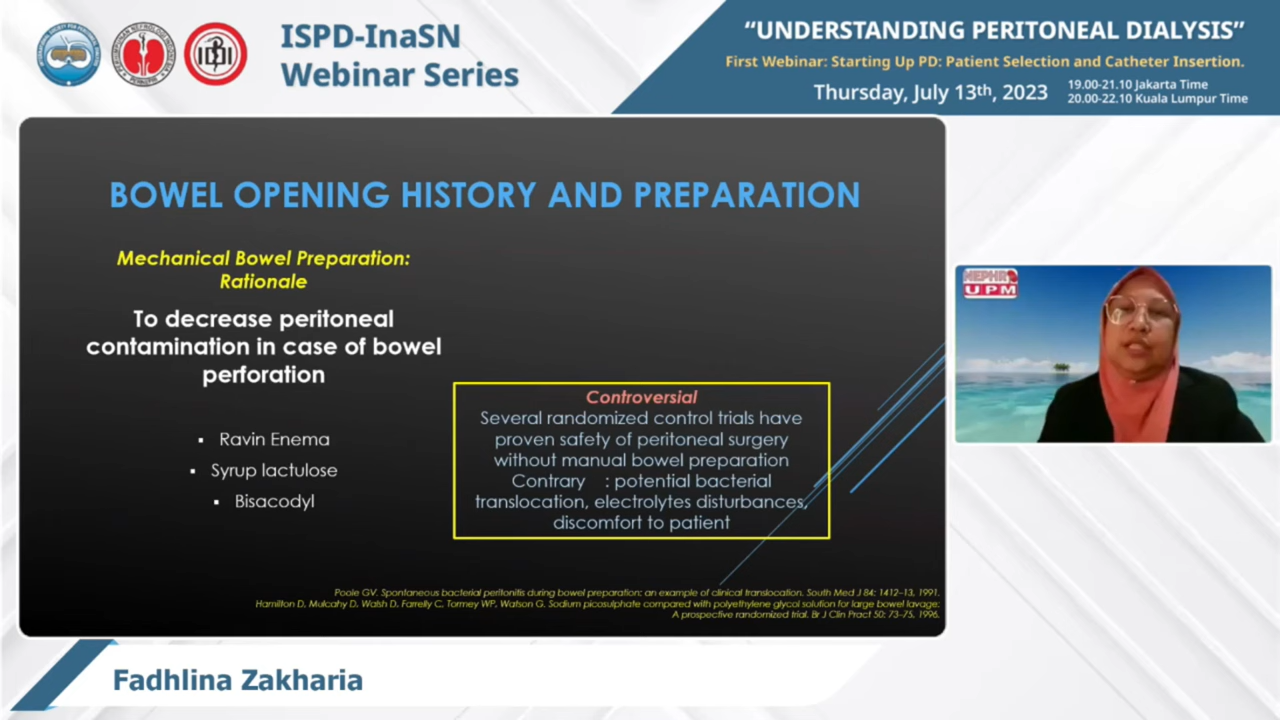 ISPD-InaSN
Webinar Series
“UNDERSTANDING PERITONEAL DIALYSIS”
First Webinar: Starting Up PD: Patient Selection and Catheter Insertion.
Thursday, July 13th, 2023
19.00-21.10 Jakarta Time
20.00-22.10 Kuala Lumpur Time
BOWEL OPENING HISTORY AND PREPARATION
Mechanical Bowel Preparation:
Rationale
To decrease peritoneal
contamination in case of bowel
perforation
▪ Ravin Enema
▪ Syrup lactulose
▪ Bisacodyl
Controversial
Several randomized control trials have
proven safety of peritoneal surgery
without manual bowel preparation
Contrary : potential bacterial
translocation, electrolytes disturbances,
discomfort to patient
Poole GV. Spontaneous bacterial peritonitis during bowel preparation: an example of clinical translocation. South Med J 84: 1412–13, 1991.
Hamilton D, Mulcahy D, Walsh D, Farrelly C, Tormey WP, Watson G. Sodium picosulphate compared with polyethylene glycol solution for large bowel lavage:
A prospective randomized trial. Br J Clin Pract 50: 73–75, 1996.
NEPHRO
UPM
Fadhlina Zakharia